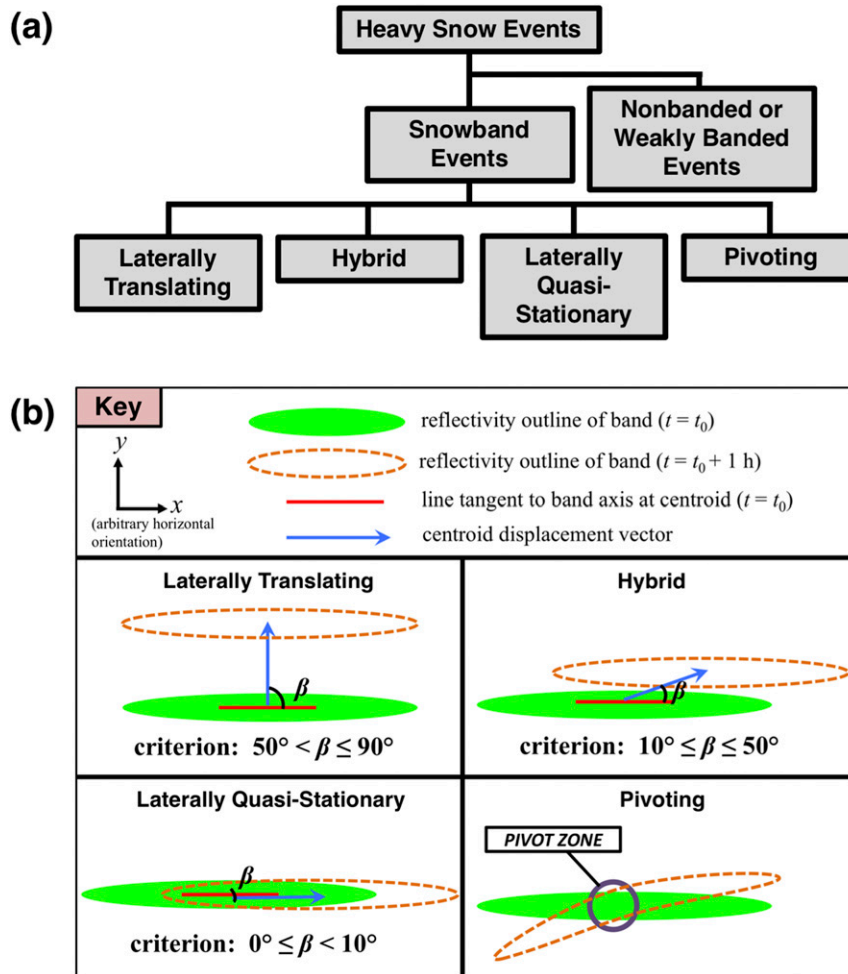 (a)
Heavy Snow Events
Snowband
Events
Nonbanded or
Weakly Banded
Events
Laterally
Translating
Hybrid
Laterally
Quasi-
Stationary
Pivoting
(b)
Key
y
x
(arbitrary horizontal
orientation)
reflectivity outline of band (t = t₀)
reflectivity outline of band (t = t₀ + 1 h)
line tangent to band axis at centroid (t = t₀)
centroid displacement vector
Laterally Translating
β
criterion: 50° < β ≤ 90°
Hybrid
β
criterion: 10° ≤ β ≤ 50°
Laterally Quasi-Stationary
β
criterion: 0° ≤ β < 10°
Pivoting
PIVOT ZONE